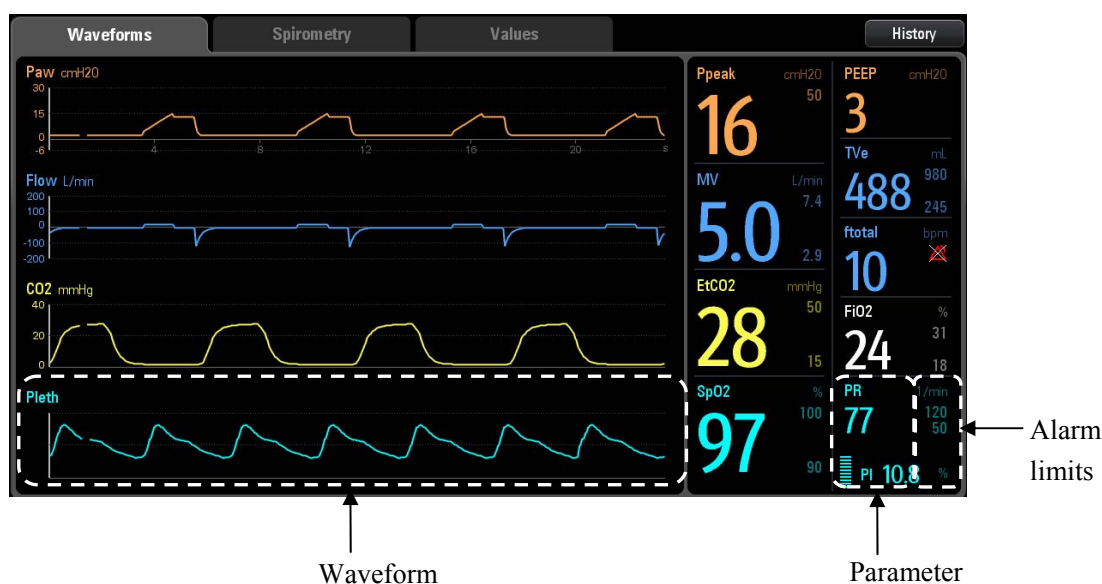 Waveforms
Spirometry
Values
History
Paw cmH2O
30
15
0
-6
4
8
12
16
20
s
Flow L/min
200
100
0
-100
-200
CO2 mmHg
40
20
0
Pleth
Ppeak cmH2O
50
16
PEEP cmH2O
3
MV L/min
7.4
5.0
2.9
TVe mL
980
488
245
ftotal bpm
10
EtCO2 mmHg
50
28
15
FiO2 %
31
24
18
SpO2 %
100
97
90
PR 1/min
120
77
50
PI 10.8 %
Alarm
limits
Waveform
Parameter